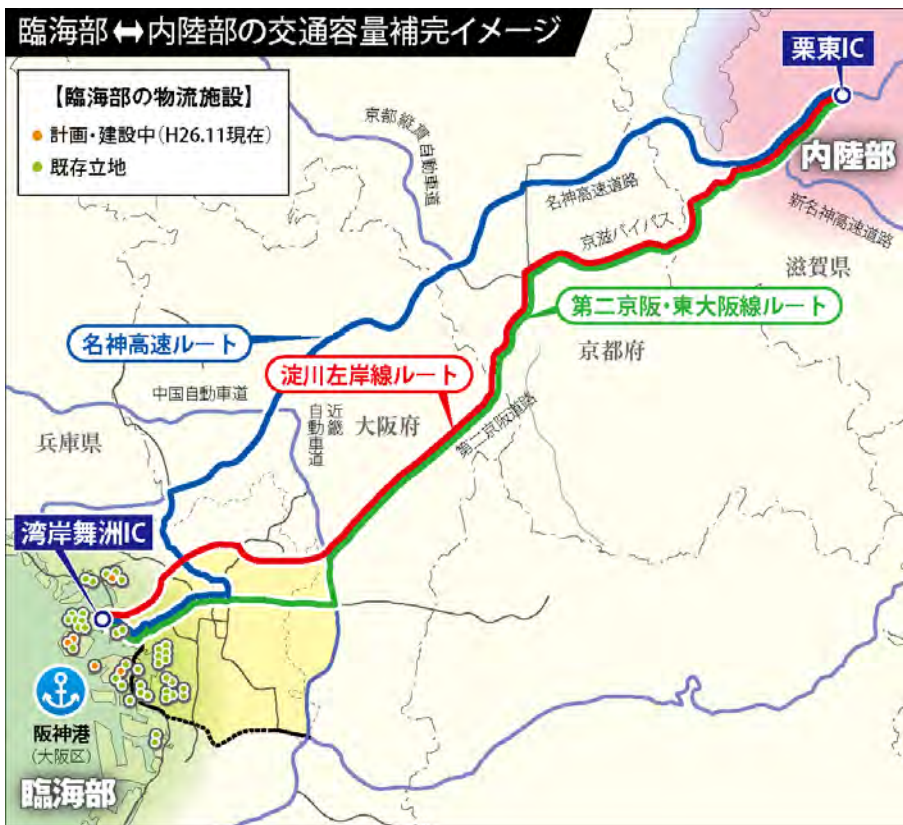 臨海部⬌内陸部の交通容量補完イメージ
【臨海部の物流施設】
計画・建設中(H26.11現在)
既存立地
栗東IC
内陸部
京都縦貫
自動車道
名神高速道路
京滋バイパス
新名神高速道路
滋賀県
第二京阪・東大阪線ルート
京都府
名神高速ルート
淀川左岸線ルート
中国自動車道
近畿
自動車道
大阪府
第二京阪道路
兵庫県
湾岸舞洲IC
阪神港
(大阪区)
臨海部